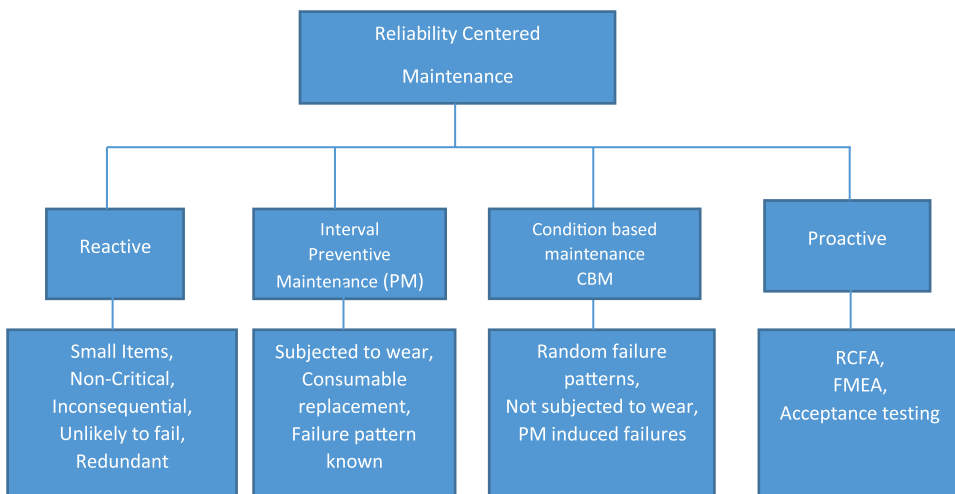 Reliability Centered
Maintenance
Reactive
Interval
Preventive
Maintenance (PM)
Condition based
maintenance
CBM
Proactive
Small Items,
Non-Critical,
Inconsequential,
Unlikely to fail,
Redundant
Subjected to wear,
Consumable
replacement,
Failure pattern
known
Random failure
patterns,
Not subjected to wear,
PM induced failures
RCFA,
FMEA,
Acceptance testing